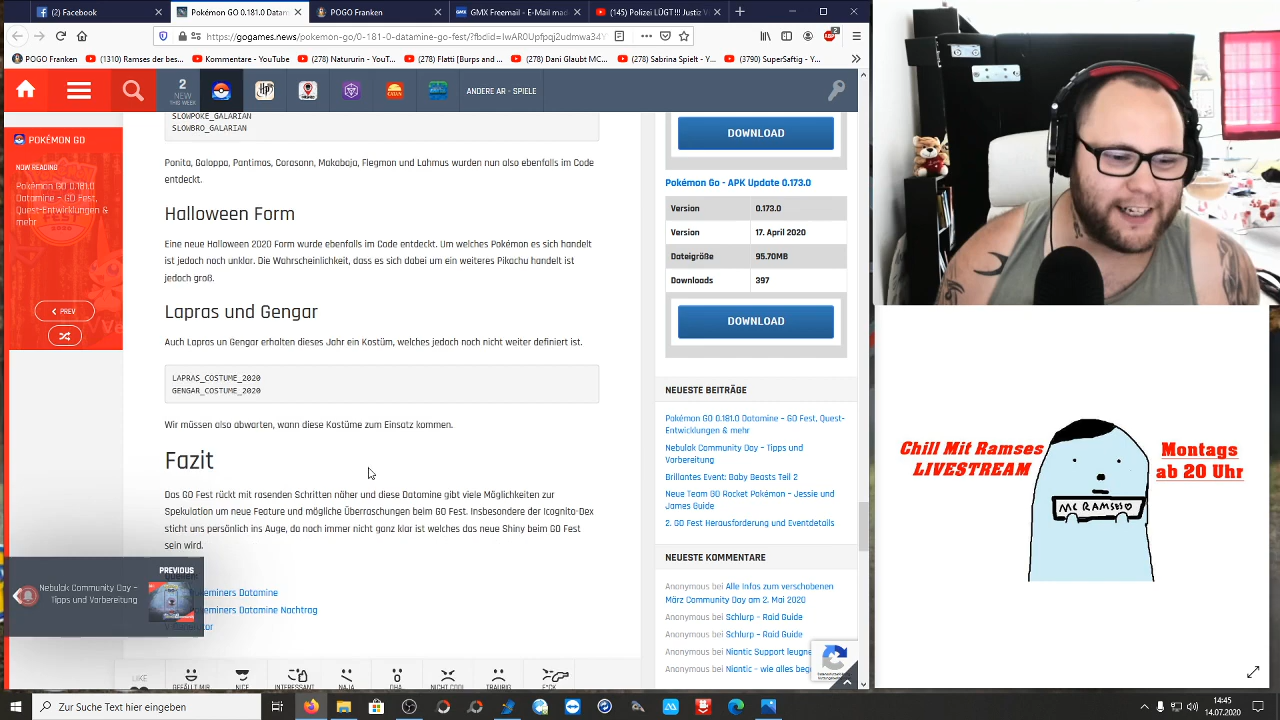 Facebook
Pokémon GO 0.181.0 Datami
POGO Franken
GMX Freemail - E-Mail made
(145) Polizei LÜGT!!! Justiz V
https://gogames.news/pokemon-go/0-181-0-datamine-go-fest/?fbclid=IwAR0Upfpqj2udmwa34Y
POGO Franken
(1310) Ramses der bes...
Kommentare - YouTube
(278) Natururin - YouT...
(278) Flatti [Burps and ...
(278) Dani Glaubt MC...
(278) Sabrina Spielt - Y...
(3790) SuperSaftig - Y...
2
NEW
THIS WEEK
ANDERE AR - SPIELE
POKÉMON GO
NOW READING
Pokémon GO 0.181.0
Datamine – GO Fest,
Quest-Entwicklungen &
mehr
PREV
SLOWPOKE_GALARIAN
SLOWBRO_GALARIAN
Ponita, Galoppa, Pantimos, Corasonn, Makabaja, Flegmon und Lahmus wurden nun also ebenfalls im Code
entdeckt.
Halloween Form
Eine neue Halloween 2020 Form wurde ebenfalls im Code entdeckt. Um welches Pokémon es sich handelt
ist jedoch noch unklar. Die Wahrscheinlichkeit, dass es sich dabei um ein weiteres Pikachu handelt ist
jedoch groß.
Lapras und Gengar
Auch Lapras un Gengar erhalten dieses Jahr ein Kostüm, welches jedoch noch nicht weiter definiert ist.
LAPRAS_COSTUME_2020
GENGAR_COSTUME_2020
Wir müssen also abwarten, wann diese Kostüme zum Einsatz kommen.
Fazit
Das GO Fest rückt mit rasenden Schritten näher und diese Datamine gibt viele Möglichkeiten zur
Spekulation um neue Feature und mögliche Überraschungen beim GO Fest. Insbesondere der Icognito-Dex
sticht uns persönlich ins Auge, da noch immer nicht ganz klar ist welches das neue Shiny beim GO Fest
sein wird.
Quellen:
eminers Datamine
eminers Datamine Nachtrag
tor
PREVIOUS
Nebulak Community Day –
Tipps und Vorbereitung
LIKE
GEFÄLLT MIR
NICE
INTERESSANT
NAJA
OHA
NICHT COOL
TRAURIG
F*CK
DOWNLOAD
Pokémon Go - APK Update 0.173.0
Version 0.173.0
Version 17. April 2020
Dateigröße 95.70MB
Downloads 397
DOWNLOAD
NEUESTE BEITRÄGE
Pokémon GO 0.181.0 Datamine – GO Fest, Quest-
Entwicklungen & mehr
Nebulak Community Day – Tipps und
Vorbereitung
Brillantes Event: Baby Beasts Teil 2
Neue Team GO Rocket Pokémon – Jessie und
James Guide
2. GO Fest Herausforderung und Eventdetails
NEUESTE KOMMENTARE
Anonymous bei Alle Infos zum verschobenen
März Community Day am 2. Mai 2020
Anonymous bei Schlurp – Raid Guide
Anonymous bei Schlurp – Raid Guide
Anonymous bei Niantic Support leugne
Anonymous bei Niantic – wie alles beg
Chill Mit Ramses
LIVESTREAM
Montags
ab 20 Uhr
MC RAMSES
Zur Suche Text hier eingeben
14:45
14.07.2020